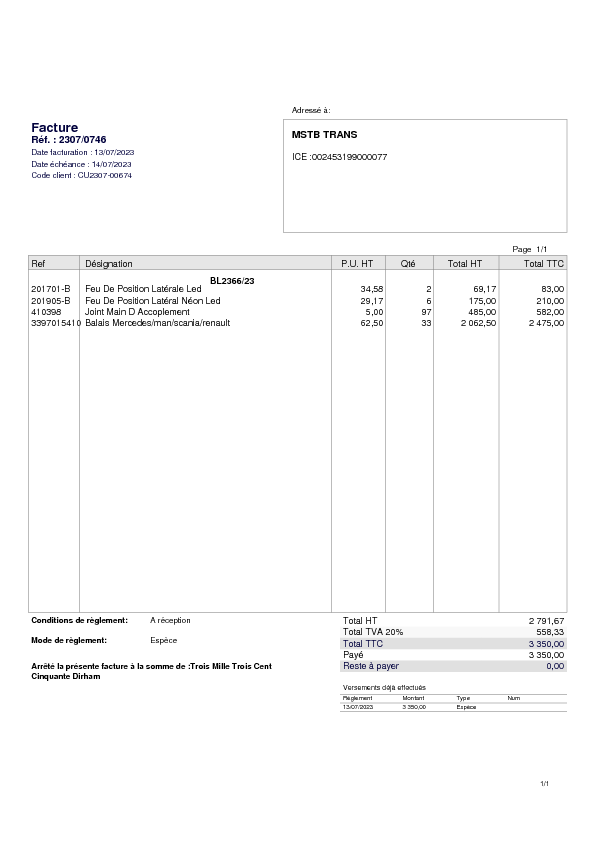 Adressé à:
Facture
Réf. : 2307/0746
Date facturation : 13/07/2023
Date échéance : 14/07/2023
Code client : CU2307-00674
MSTB TRANS
ICE :002453199000077
Page 1/1
Ref Désignation P.U. HT Qté Total HT Total TTC
BL2366/23
201701-B Feu De Position Latérale Led 34,58 2 69,17 83,00
201905-B Feu De Position Latéral Néon Led 29,17 6 175,00 210,00
410398 Joint Main D Accoplement 5,00 97 485,00 582,00
3397015410 Balais Mercedes/man/scania/renault 62,50 33 2 062,50 2 475,00
Conditions de règlement: A réception
Mode de règlement: Espèce
Arrêté la présente facture à la somme de :Trois Mille Trois Cent
Cinquante Dirham
Total HT 2 791,67
Total TVA 20% 558,33
Total TTC 3 350,00
Payé 3 350,00
Reste à payer 0,00
Versements déjà effectués
Règlement Montant Type Num
13/07/2023 3 350,00 Espèce
1/1